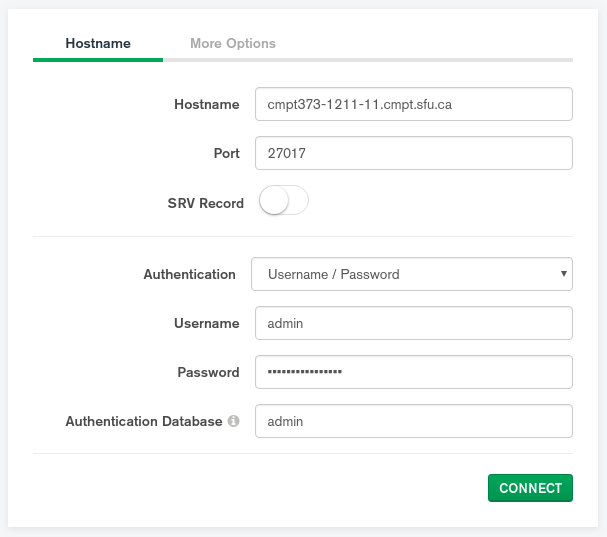 Hostname More Options
Hostname cmpt373-1211-11.cmpt.sfu.ca
Port 27017
SRV Record
Authentication Username / Password
Username admin
Password ••••••••••••••••
Authentication Database admin
CONNECT